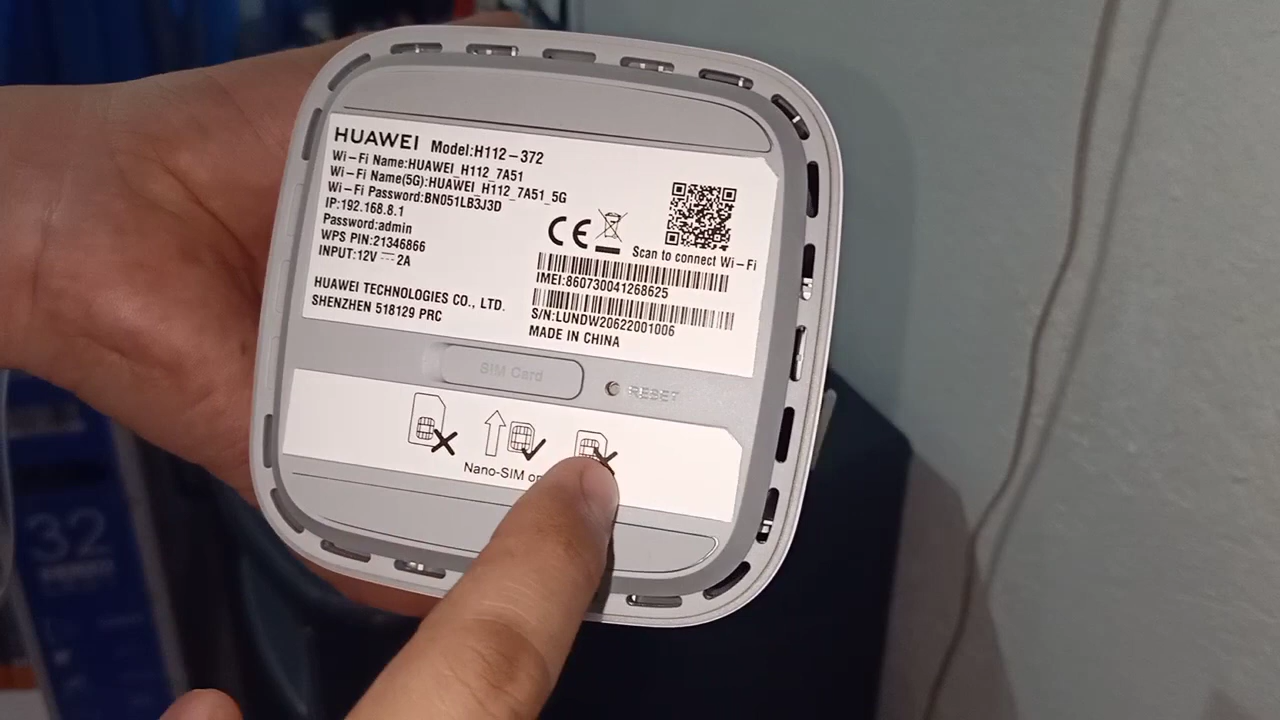 HUAWEI Model:H112-372
Wi-Fi Name:HUAWEI_H112_7A51
Wi-Fi Name(5G):HUAWEI_H112_7A51_5G
Wi-Fi Password:BN051LB3J3D
IP:192.168.8.1
Password:admin
WPS PIN:21346866
INPUT:12V ⎓ 2A
HUAWEI TECHNOLOGIES CO., LTD.
SHENZHEN 518129 PRC
CE
Scan to connect Wi-Fi
IMEI:860730041268625
S/N:LUNDW20622001006
MADE IN CHINA
SIM Card
RESET
Nano-SIM
32